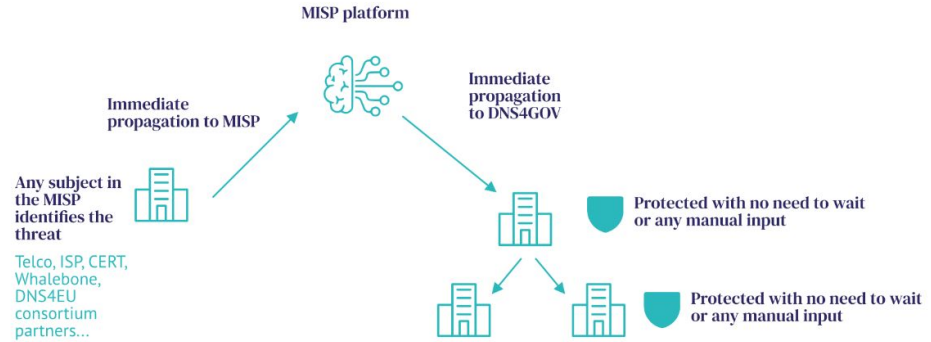 MISP platform
Immediate
propagation to MISP
Immediate
propagation
to DNS4GOV
Any subject in
the MISP
identifies the
threat
Telco, ISP, CERT,
Whalebone,
DNS4EU
consortium
partners...
Protected with no need to wait
or any manual input
Protected with no need to wait
or any manual input